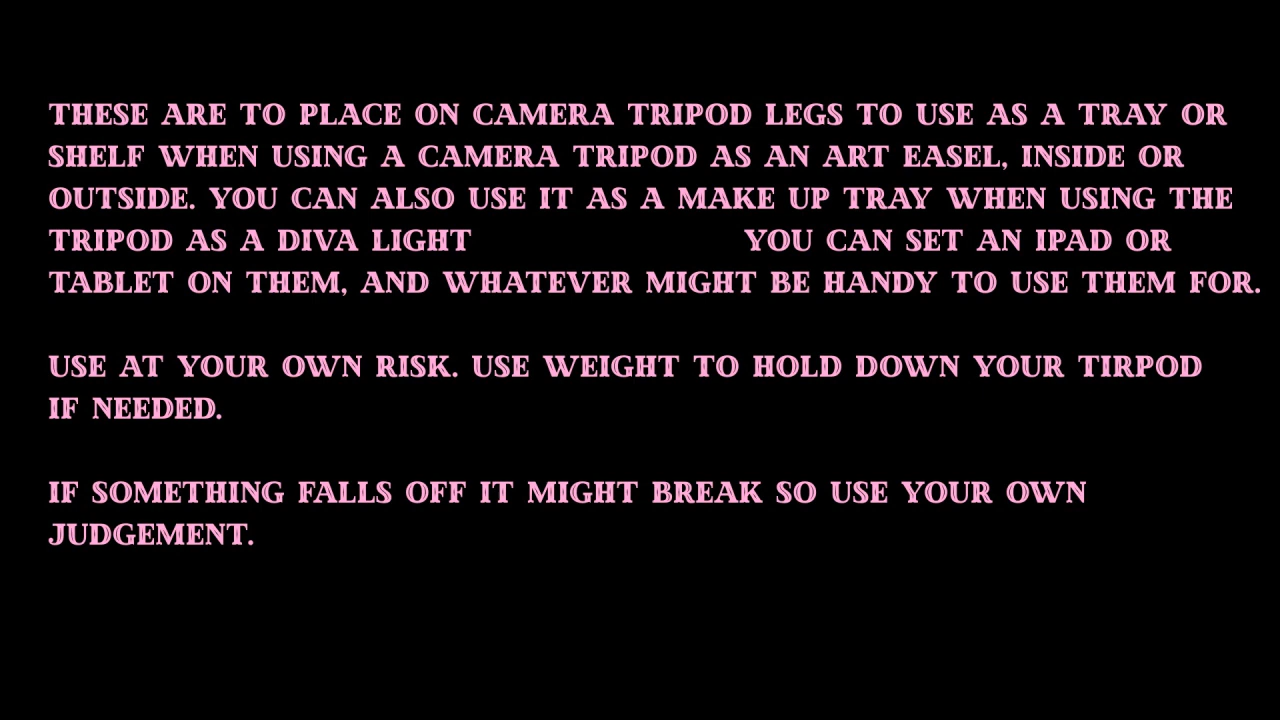 THESE ARE TO PLACE ON CAMERA TRIPOD LEGS TO USE AS A TRAY OR
SHELF WHEN USING A CAMERA TRIPOD AS AN ART EASEL, INSIDE OR
OUTSIDE. YOU CAN ALSO USE IT AS A MAKE UP TRAY WHEN USING THE
TRIPOD AS A DIVA LIGHT YOU CAN SET AN IPAD OR
TABLET ON THEM, AND WHATEVER MIGHT BE HANDY TO USE THEM FOR.
USE AT YOUR OWN RISK. USE WEIGHT TO HOLD DOWN YOUR TIRPOD
IF NEEDED.
IF SOMETHING FALLS OFF IT MIGHT BREAK SO USE YOUR OWN
JUDGEMENT.